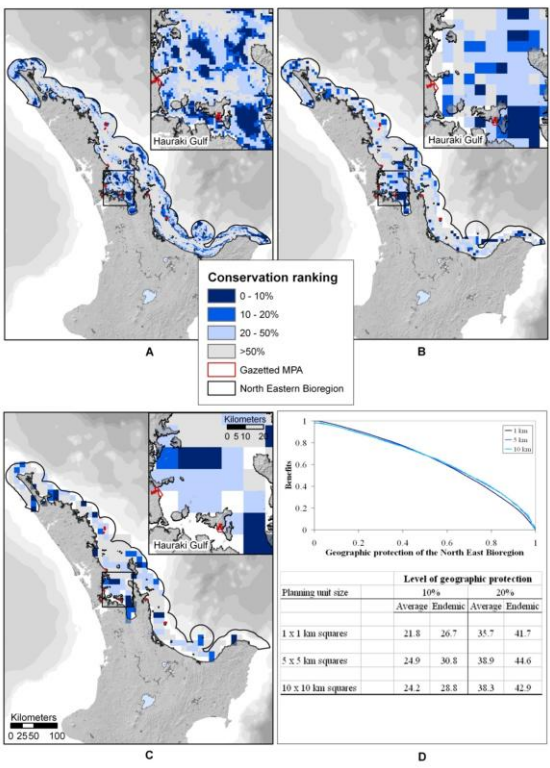 Hauraki Gulf
Hauraki Gulf
Conservation ranking
0 - 10%
10 - 20%
20 - 50%
>50%
Gazetted MPA
North Eastern Bioregion
A
B
Kilometers
0 5 10 20
Hauraki Gulf
Kilometers
0 25 50 100
C
Benefits
1
0.8
0.6
0.4
0.2
0
0 0.2 0.4 0.6 0.8 1
Geographic protection of the North East Bioregion
1 km
5 km
10 km
Level of geographic protection
Planning unit size 10% 20%
Average Endemic Average Endemic
1 x 1 km squares 21.8 26.7 35.7 41.7
5 x 5 km squares 24.9 30.8 38.9 44.6
10 x 10 km squares 24.2 28.8 38.3 42.9
D